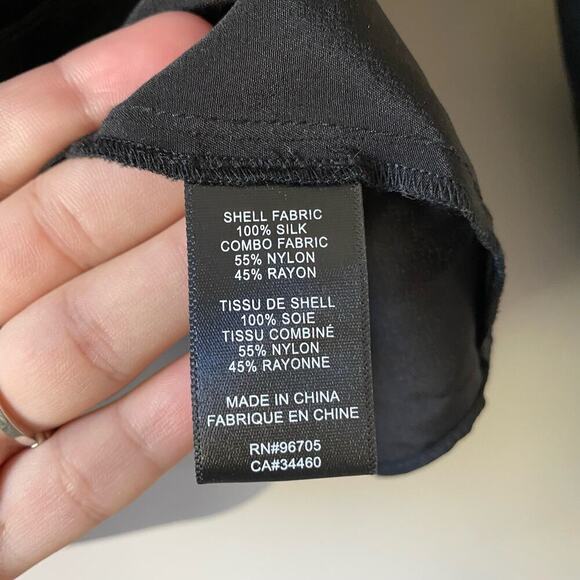 SHELL FABRIC
100% SILK
COMBO FABRIC
55% NYLON
45% RAYON
TISSU DE SHELL
100% SOIE
TISSU COMBINÉ
55% NYLON
45% RAYONNE
MADE IN CHINA
FABRIQUE EN CHINE
RN#96705
CA#34460